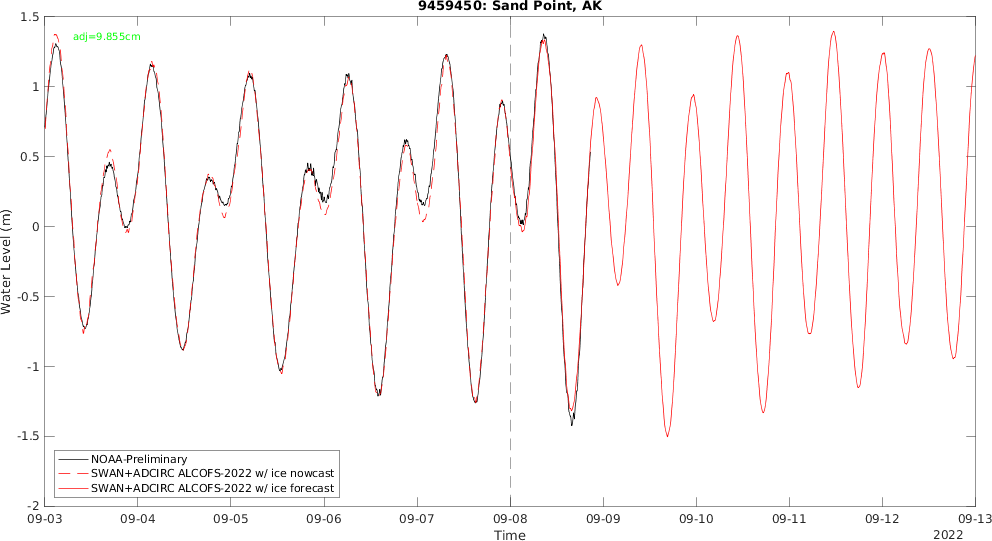 9459450: Sand Point, AK
adj=9.855cm
Water Level (m)
1.5
1
0.5
0
-0.5
-1
-1.5
-2
NOAA-Preliminary
SWAN+ADCIRC ALCOFS-2022 w/ ice nowcast
SWAN+ADCIRC ALCOFS-2022 w/ ice forecast
09-03 09-04 09-05 09-06 09-07 09-08 09-09 09-10 09-11 09-12 09-13
Time
2022